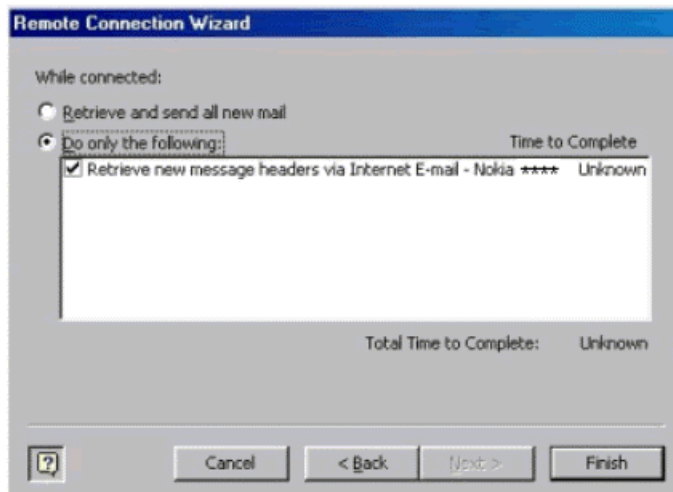 Remote Connection Wizard
While connected:
Retrieve and send all new mail
Do only the following: Time to Complete
Retrieve new message headers via Internet E-mail - Nokia **** Unknown
Total Time to Complete: Unknown
? Cancel < Back Next > Finish